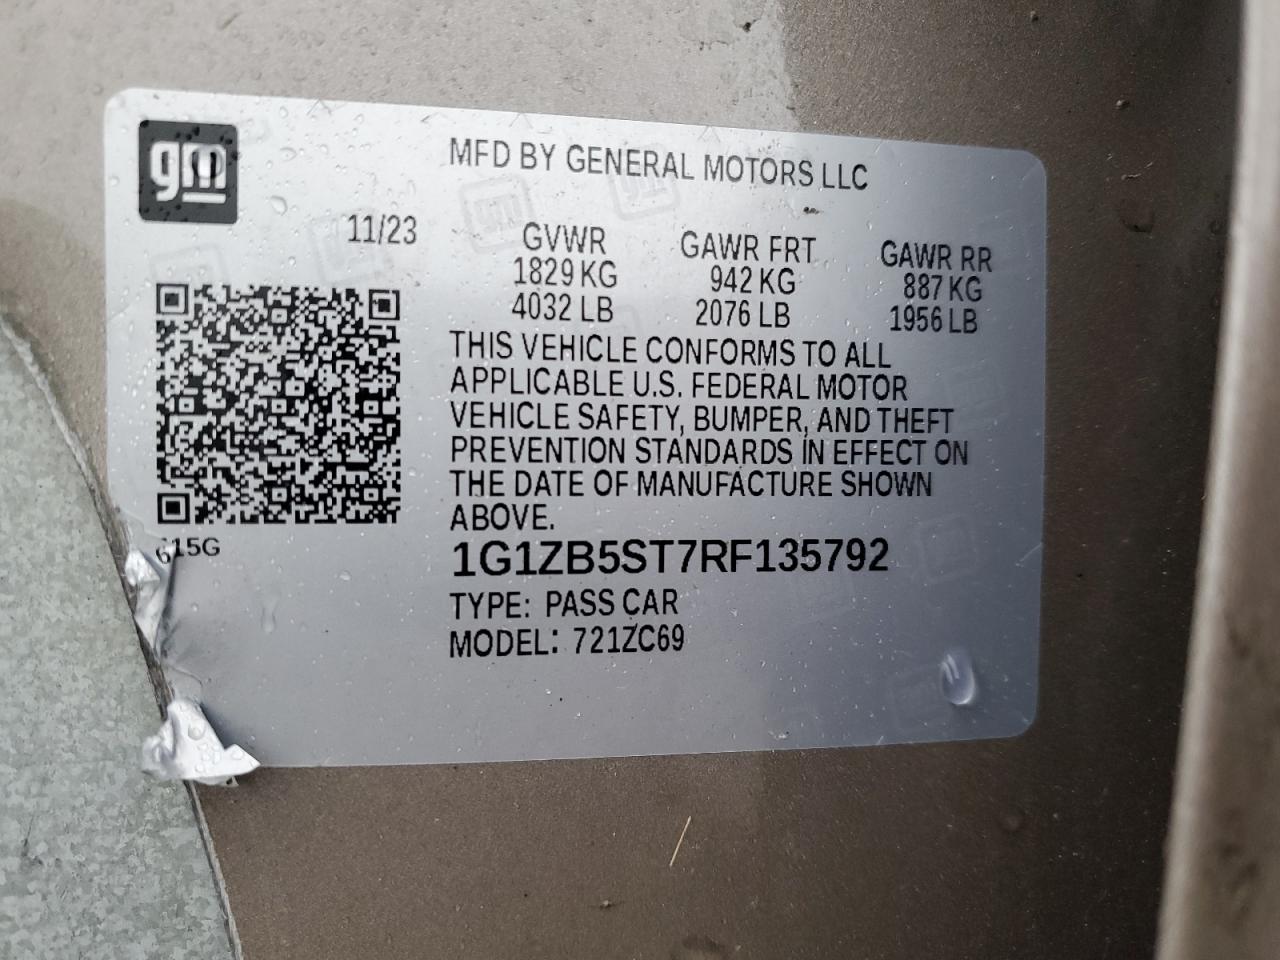 gm
MFD BY GENERAL MOTORS LLC
11/23
GVWR GAWR FRT GAWR RR
1829 KG 942 KG 887 KG
4032 LB 2076 LB 1956 LB
THIS VEHICLE CONFORMS TO ALL
APPLICABLE U.S. FEDERAL MOTOR
VEHICLE SAFETY, BUMPER, AND THEFT
PREVENTION STANDARDS IN EFFECT ON
THE DATE OF MANUFACTURE SHOWN
ABOVE.
615G
1G1ZB5ST7RF135792
TYPE: PASS CAR
MODEL: 721ZC69